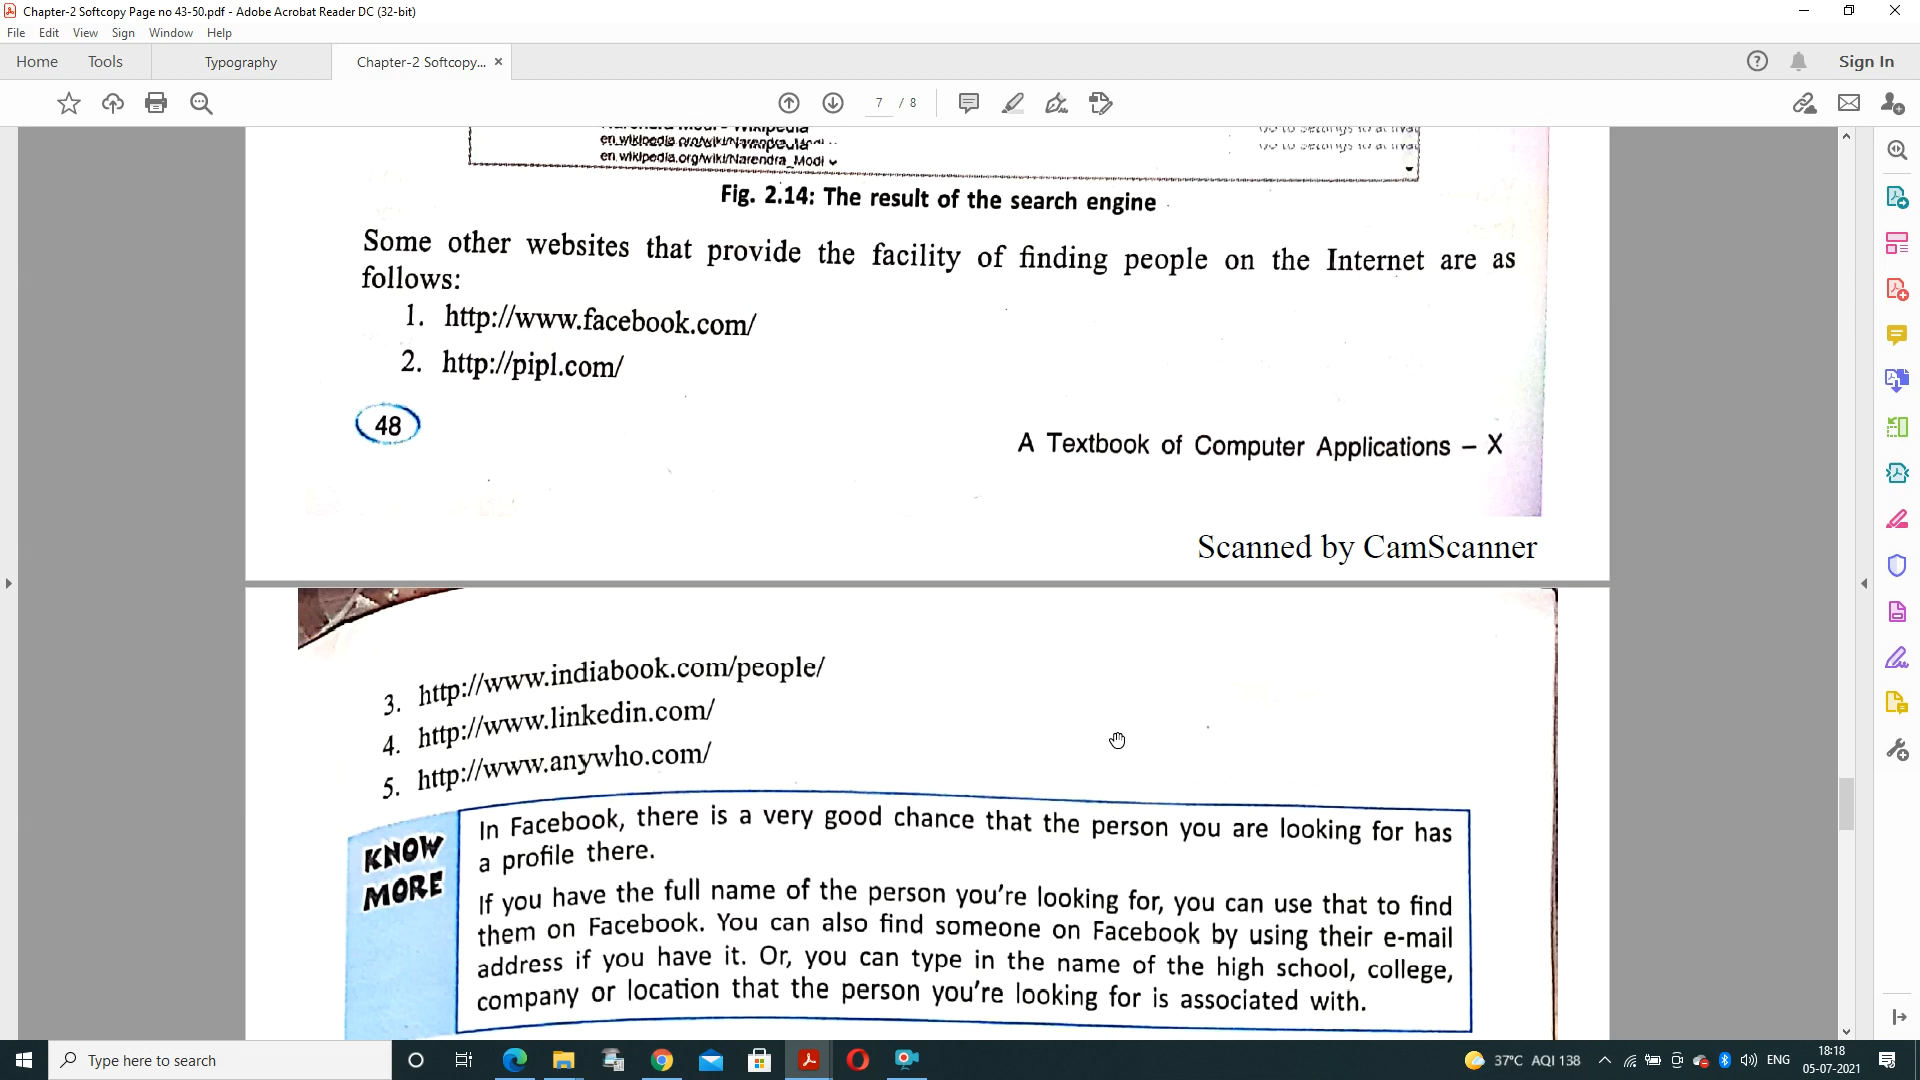 Chapter-2 Softcopy Page no 43-50.pdf - Adobe Acrobat Reader DC (32-bit)
File Edit View Sign Window Help
Home Tools Typography Chapter-2 Softcopy... × Sign In
7 / 8
en.wikipedia.org/wiki/Narendra_Modi
Fig. 2.14: The result of the search engine
Some other websites that provide the facility of finding people on the Internet are as
follows:
1. http://www.facebook.com/
2. http://pipl.com/
48
A Textbook of Computer Applications – X
Scanned by CamScanner
3. http://www.indiabook.com/people/
4. http://www.linkedin.com/
5. http://www.anywho.com/
KNOW
MORE
In Facebook, there is a very good chance that the person you are looking for has
a profile there.
If you have the full name of the person you're looking for, you can use that to find
them on Facebook. You can also find someone on Facebook by using their e-mail
address if you have it. Or, you can type in the name of the high school, college,
company or location that the person you're looking for is associated with.
Type here to search
37°C AQI 138
ENG
18:18
05-07-2021